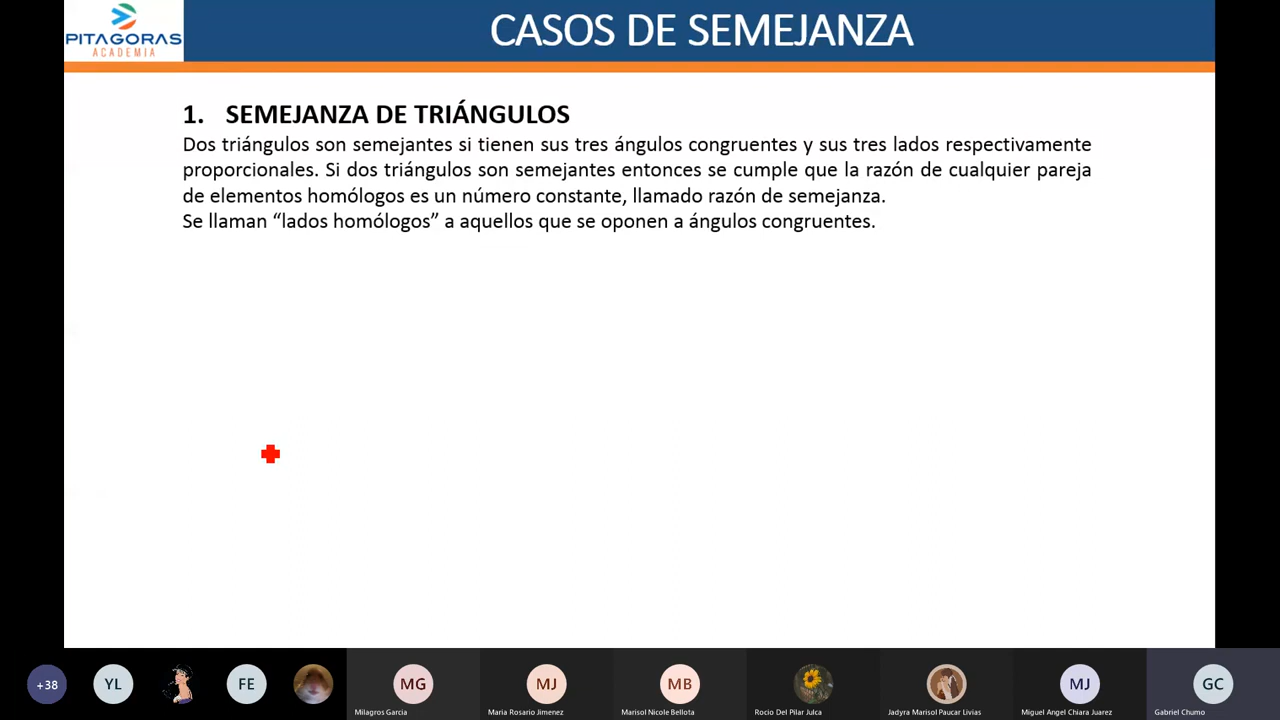 PITAGORAS
ACADEMIA
CASOS DE SEMEJANZA
1. SEMEJANZA DE TRIÁNGULOS
Dos triángulos son semejantes si tienen sus tres ángulos congruentes y sus tres lados respectivamente
proporcionales. Si dos triángulos son semejantes entonces se cumple que la razón de cualquier pareja
de elementos homólogos es un número constante, llamado razón de semejanza.
Se llaman “lados homólogos” a aquellos que se oponen a ángulos congruentes.
+38
YL
FE
MG
MJ
MB
MJ
GC
Milagros Garcia
Maria Rosario Jimenez
Marisol Nicole Bellota
Rocio Del Pilar Julca
Jadyra Marisol Paucar Livias
Miguel Angel Chiara Juarez
Gabriel Chumo